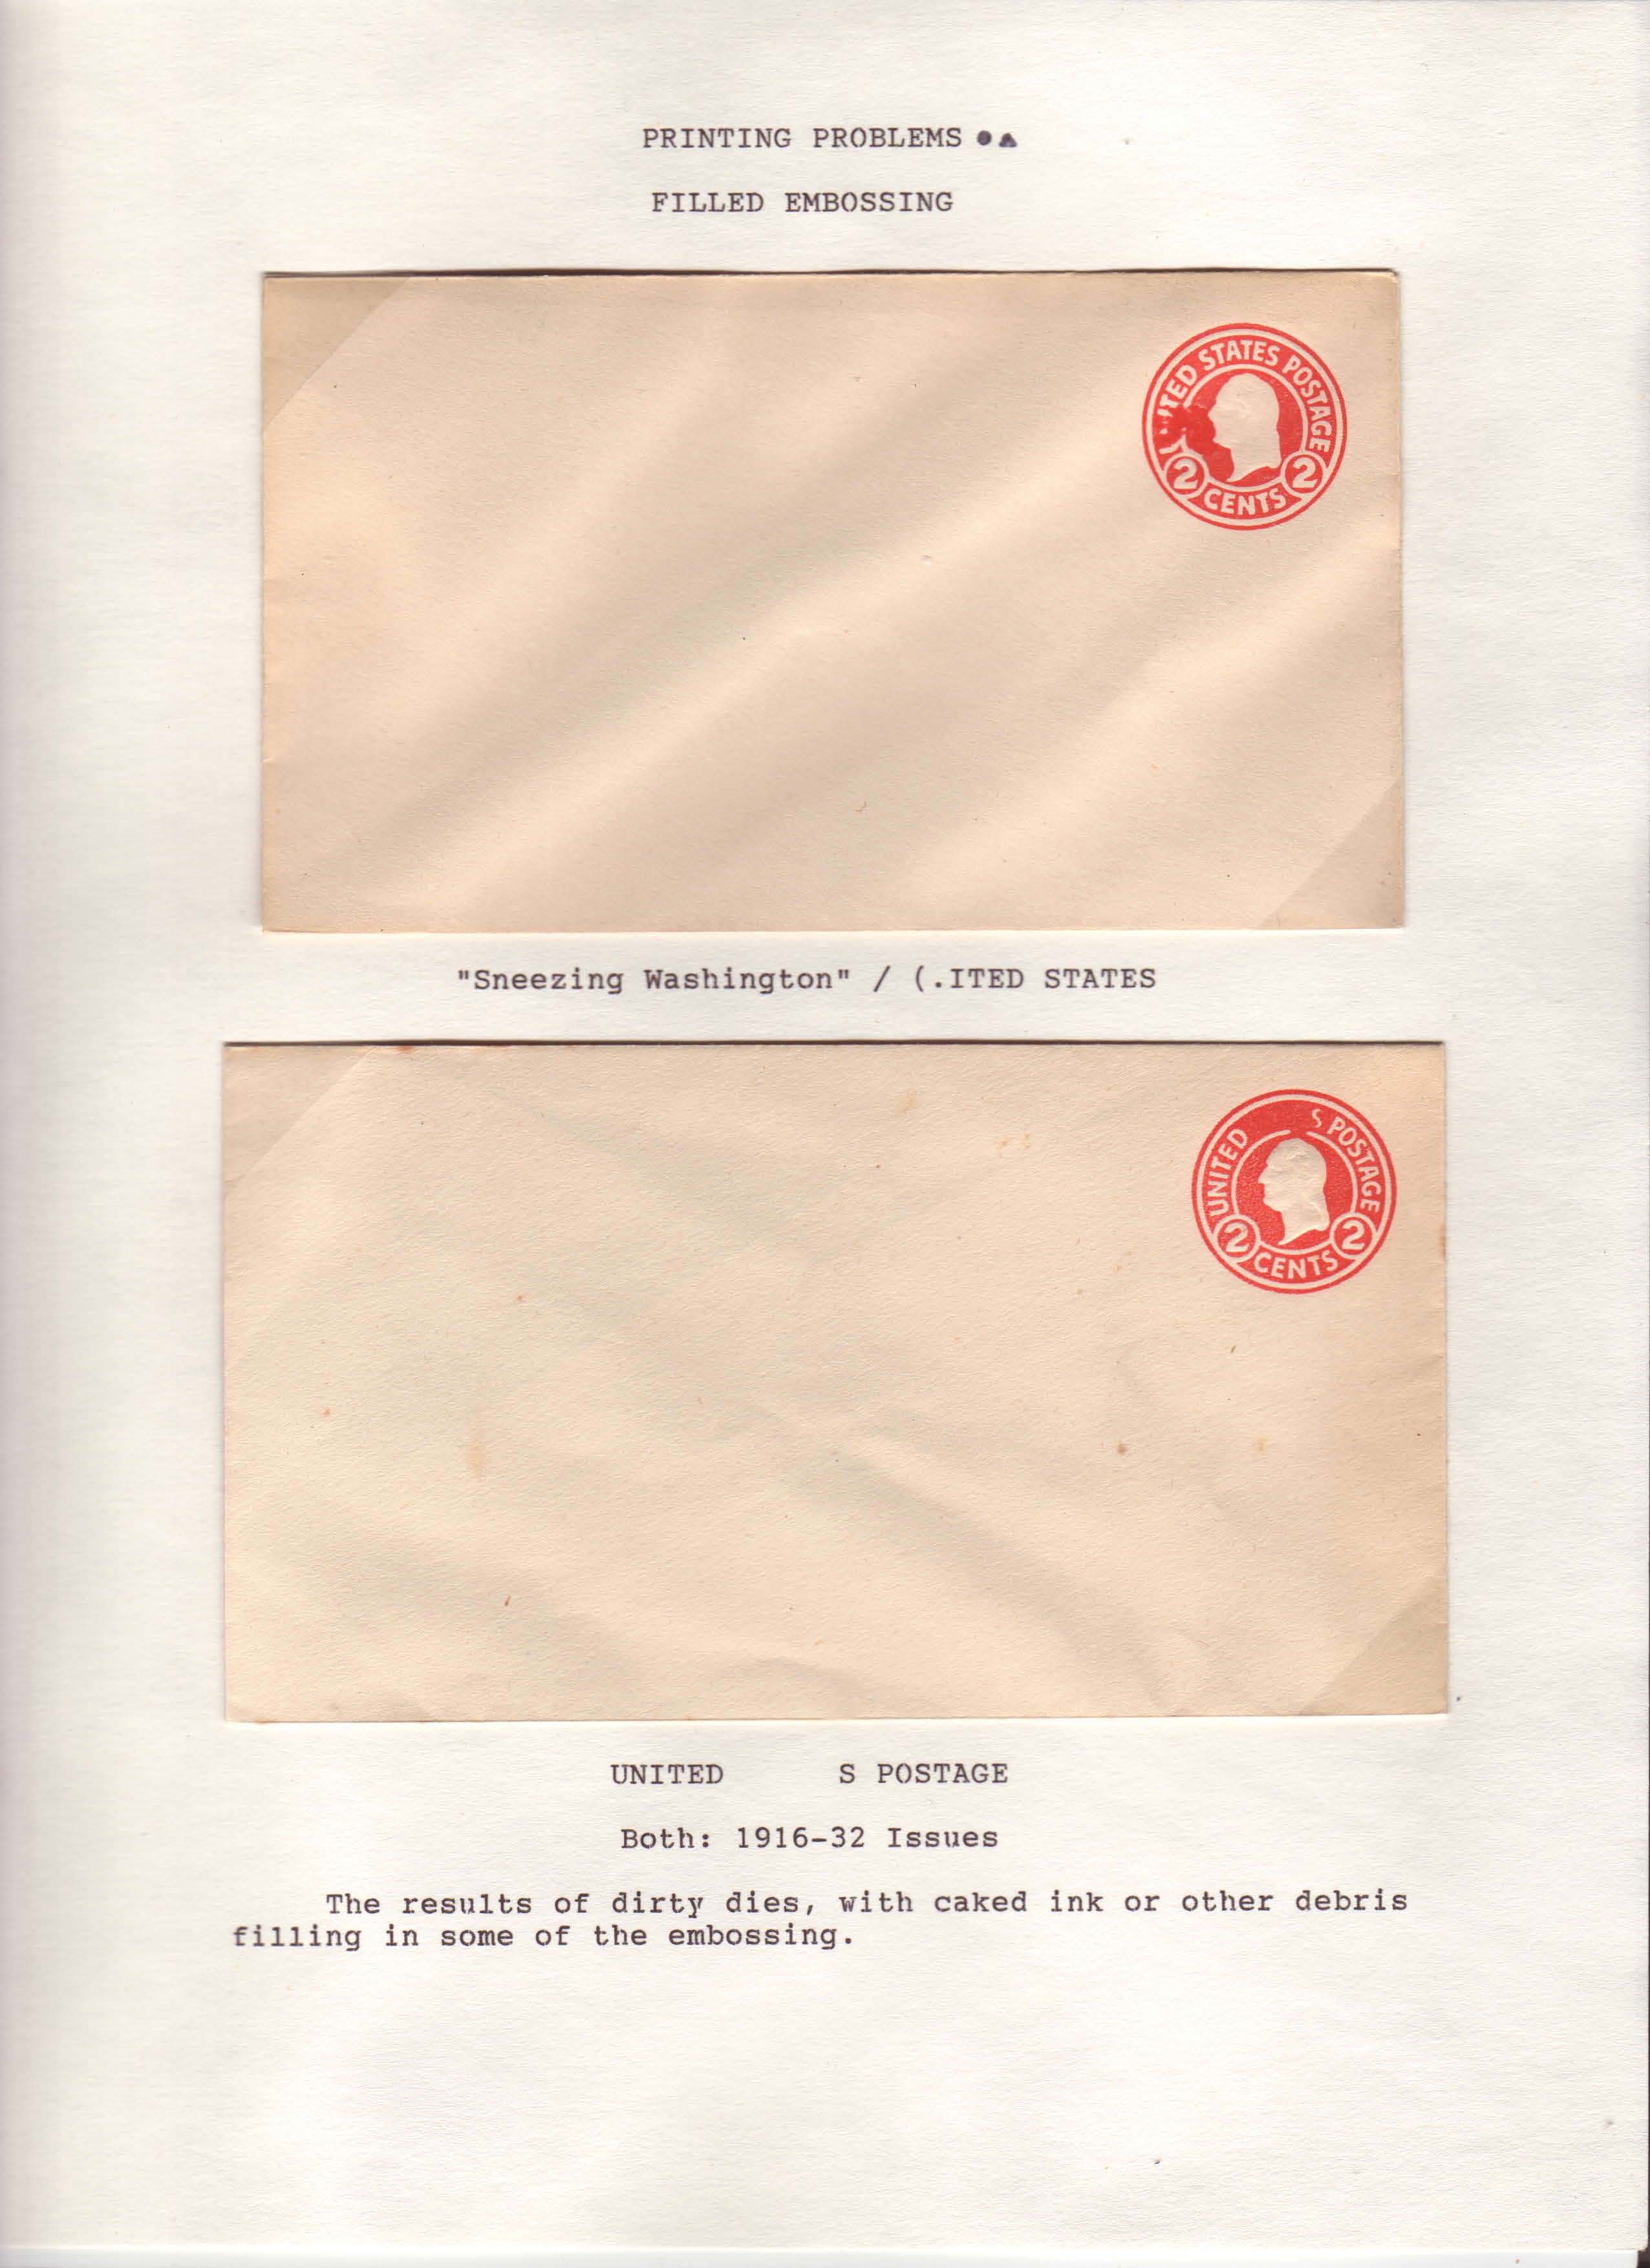 PRINTING PROBLEMS ●▲
FILLED EMBOSSING
ITED STATES POSTAGE
2 CENTS 2
"Sneezing Washington" / (.ITED STATES
UNITED S POSTAGE
2 CENTS 2
UNITED S POSTAGE
Both: 1916-32 Issues
The results of dirty dies, with caked ink or other debris
filling in some of the embossing.